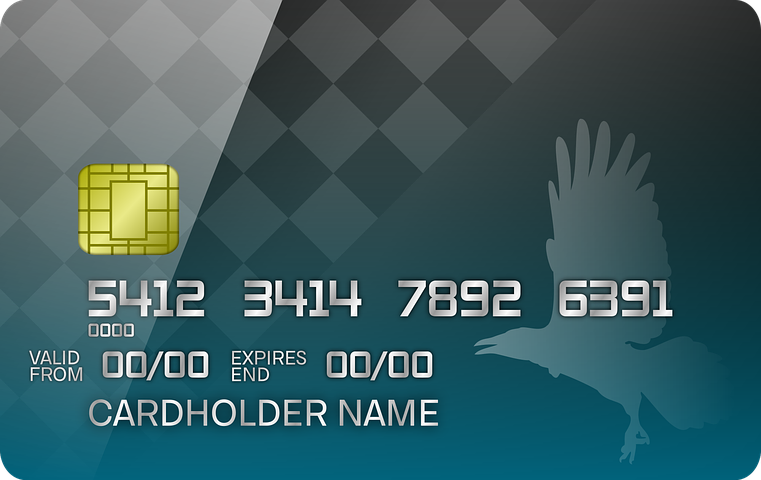 5412 3414 7892 6391
0000
VALID FROM 00/00 EXPIRES END 00/00
CARDHOLDER NAME